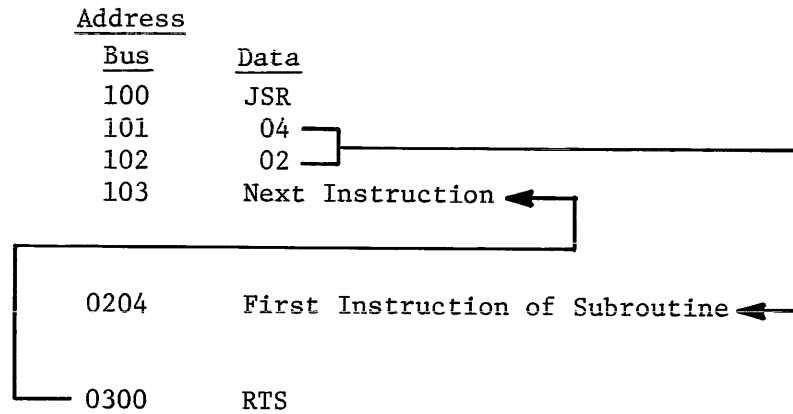 Address
Bus Data
100 JSR
101 04
102 02
103 Next Instruction
0204 First Instruction of Subroutine
0300 RTS